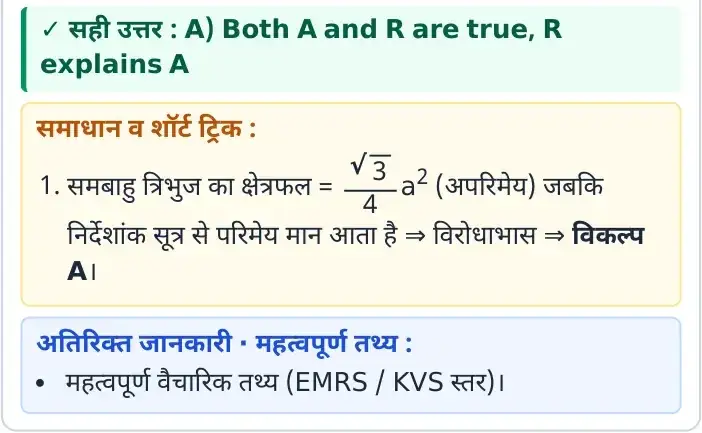 ✓ सही उत्तर : A) Both A and R are true, R
explains A
समाधान व शॉर्ट ट्रिक :
1. समबाहु त्रिभुज का क्षेत्रफल = √3/4 a² (अपरिमेय) जबकि
निर्देशांक सूत्र से परिमेय मान आता है ⇒ विरोधाभास ⇒ विकल्प
A।
अतिरिक्त जानकारी · महत्वपूर्ण तथ्य :
• महत्वपूर्ण वैचारिक तथ्य (EMRS / KVS स्तर)।